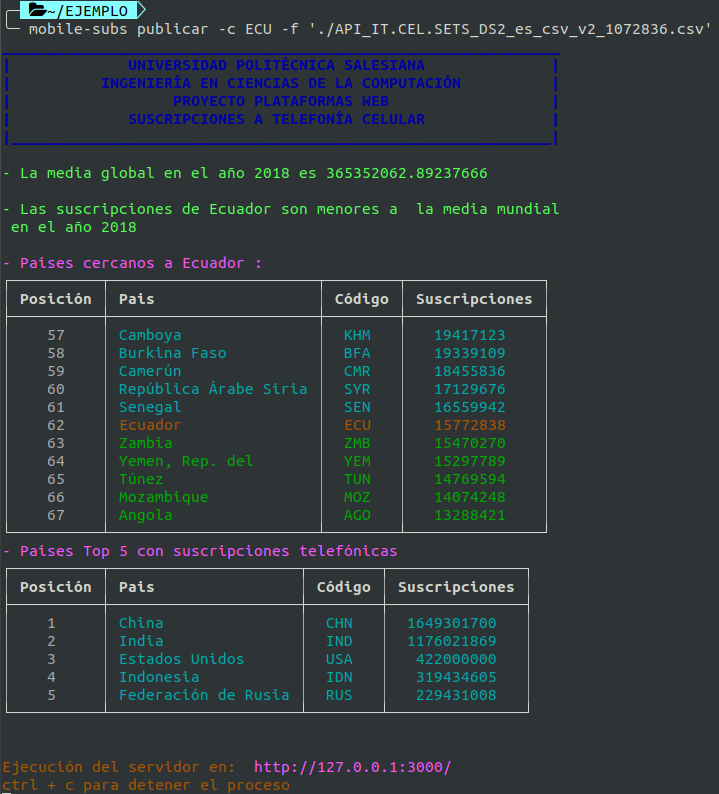 ~/EJEMPLO
mobile-subs publicar -c ECU -f './API_IT.CEL.SETS_DS2_es_csv_v2_1072836.csv'
UNIVERSIDAD POLITÉCNICA SALESIANA
INGENIERÍA EN CIENCIAS DE LA COMPUTACIÓN
PROYECTO PLATAFORMAS WEB
SUSCRIPCIONES A TELEFONÍA CELULAR
- La media global en el año 2018 es 365352062.89237666
- Las suscripciones de Ecuador son menores a  la media mundial
en el año 2018
- Paises cercanos a Ecuador :
Posición Pais Código Suscripciones
57 Camboya KHM 19417123
58 Burkina Faso BFA 19339109
59 Camerún CMR 18455836
60 República Árabe Siria SYR 17129676
61 Senegal SEN 16559942
62 Ecuador ECU 15772838
63 Zambia ZMB 15470270
64 Yemen, Rep. del YEM 15297789
65 Túnez TUN 14769594
66 Mozambique MOZ 14074248
67 Angola AGO 13288421
- Paises Top 5 con suscripciones telefónicas
Posición Pais Código Suscripciones
1 China CHN 1649301700
2 India IND 1176021869
3 Estados Unidos USA 422000000
4 Indonesia IDN 319434605
5 Federación de Rusia RUS 229431008
Ejecución del servidor en:  http://127.0.0.1:3000/
ctrl + c para detener el proceso